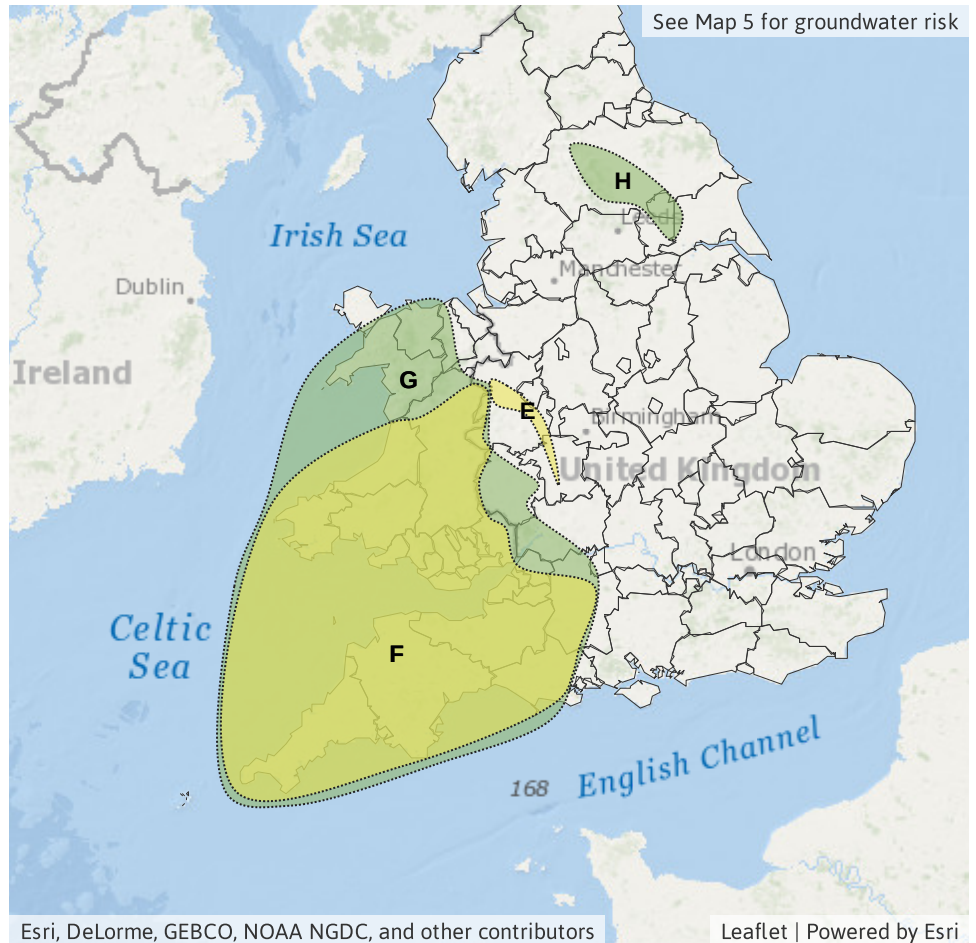 See Map 5 for groundwater risk
H
Leed
Irish Sea
Manchester
Dublin
Ireland
G
E
Birmingham
United Kingdom
London
Celtic
Sea
F
English Channel
168
Esri, DeLorme, GEBCO, NOAA NGDC, and other contributors
Leaflet | Powered by Esri